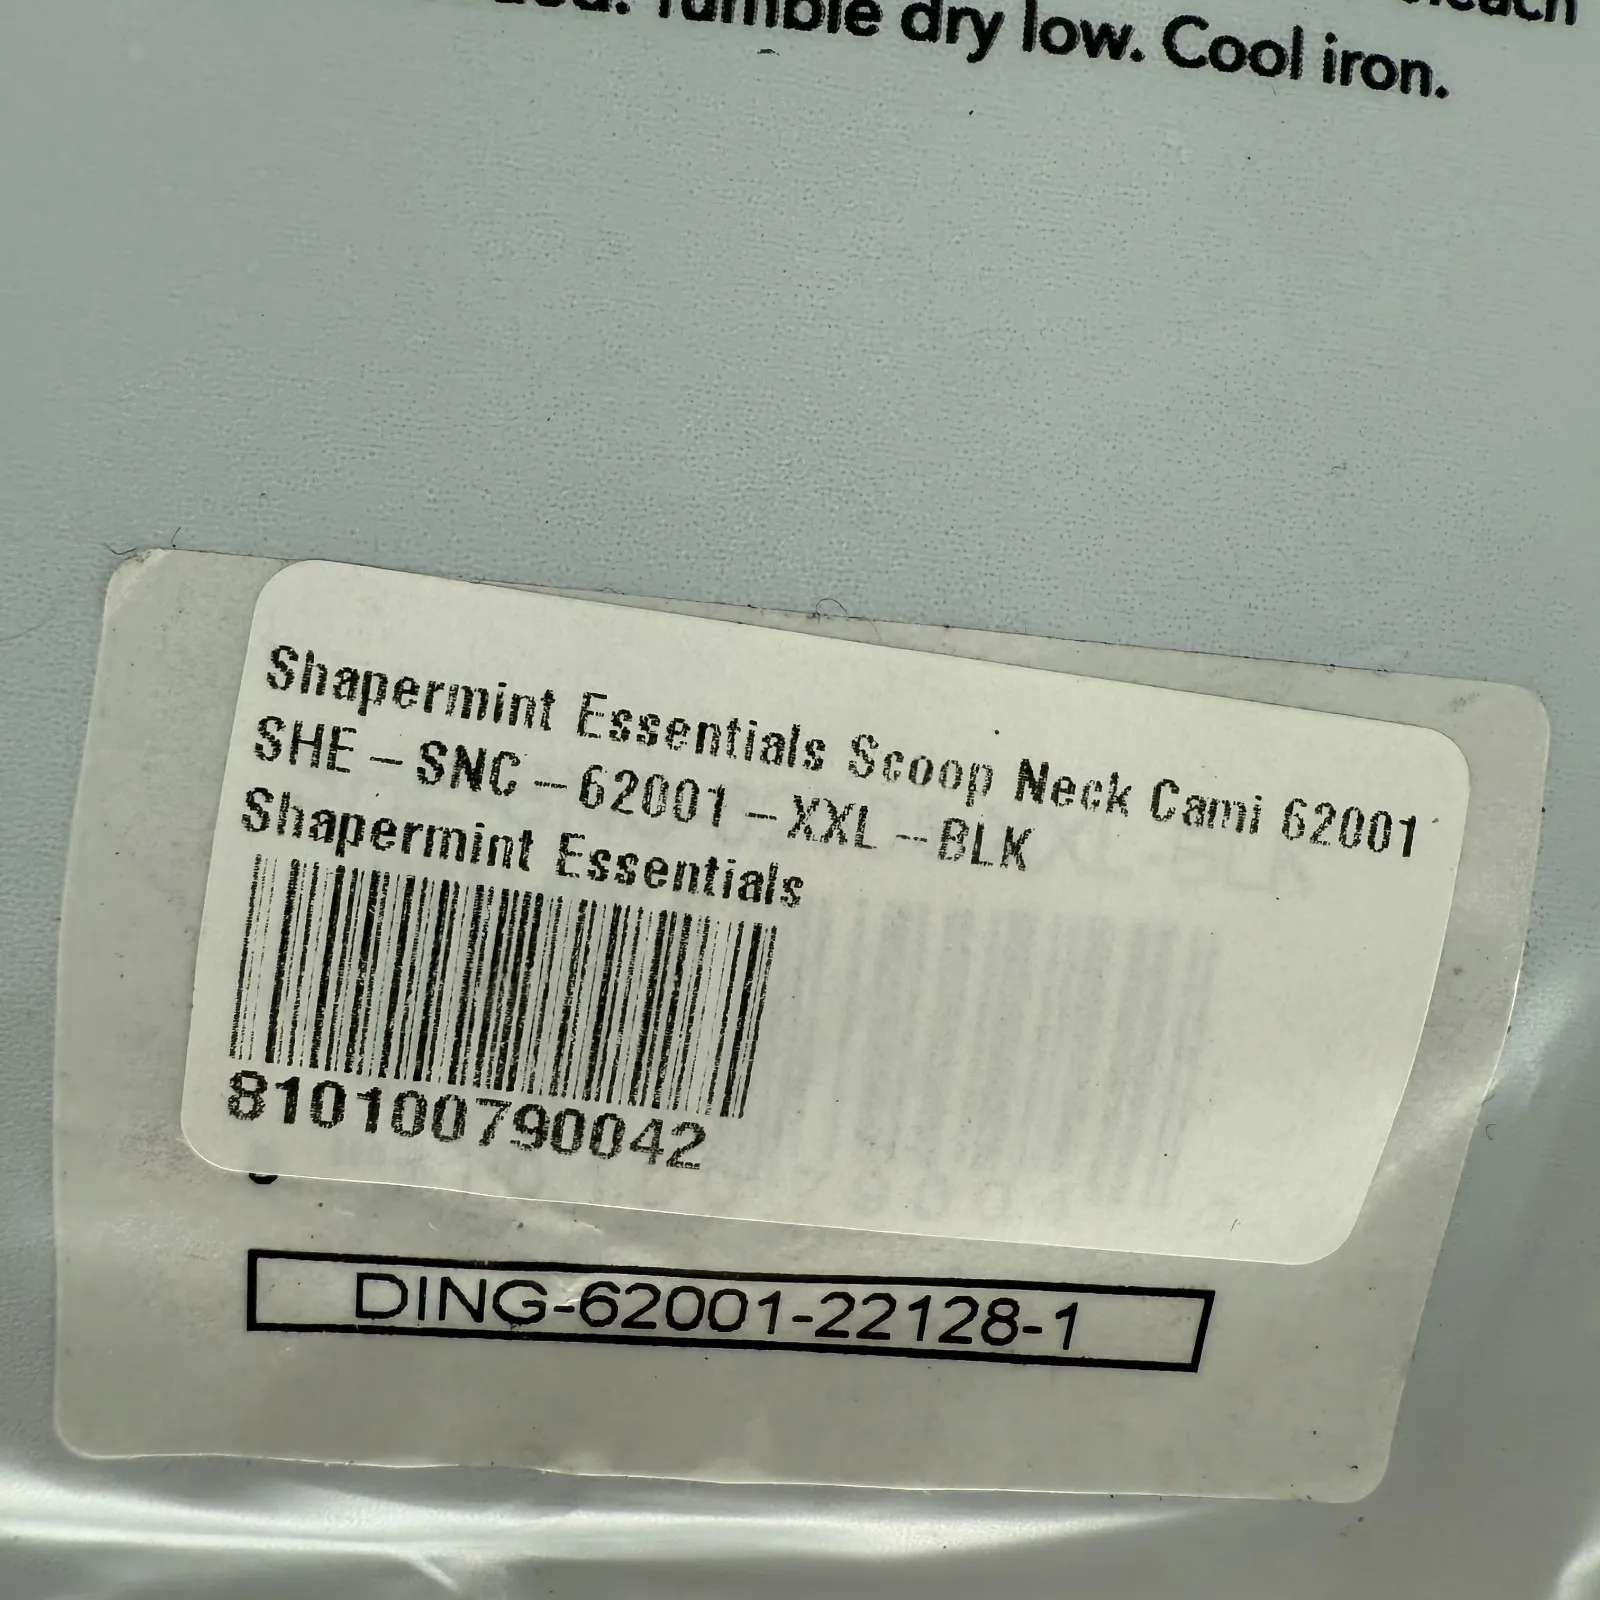 Tumble dry low. Cool iron.
Shapermint Essentials Scoop Neck Cami 62001
SHE-SNC-62001-XXL-BLK
Shapermint Essentials
810100790042
DING-62001-22128-1